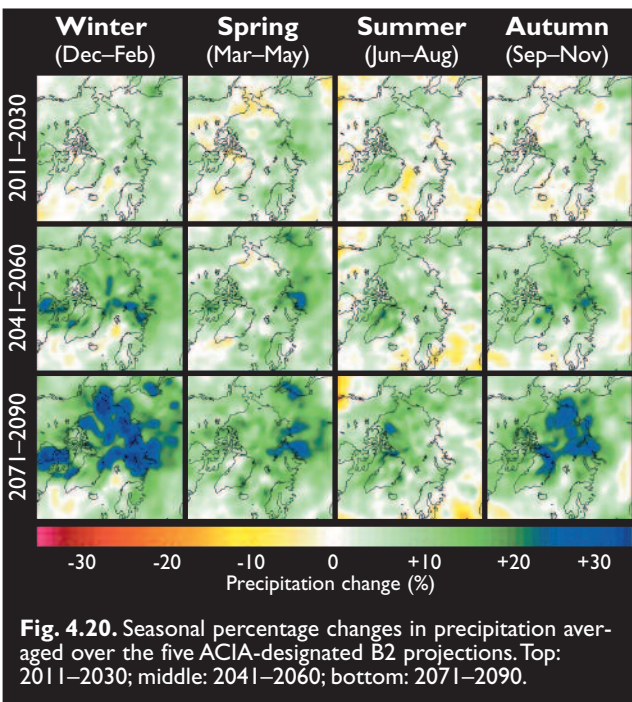 Winter Spring Summer Autumn
(Dec–Feb) (Mar–May) (Jun–Aug) (Sep–Nov)
2011–2030
2041–2060
2071–2090
-30 -20 -10 0 +10 +20 +30
Precipitation change (%)
Fig. 4.20. Seasonal percentage changes in precipitation aver-
aged over the five ACIA-designated B2 projections. Top:
2011–2030; middle: 2041–2060; bottom: 2071–2090.